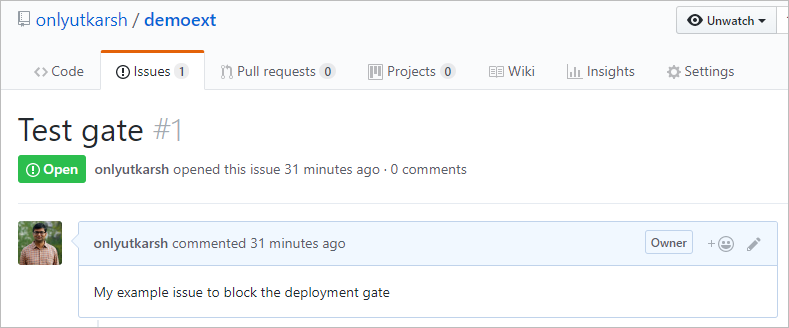 onlyutkarsh / demoext
Unwatch
Code
Issues 1
Pull requests 0
Projects 0
Wiki
Insights
Settings
Test gate #1
Open
onlyutkarsh opened this issue 31 minutes ago · 0 comments
onlyutkarsh commented 31 minutes ago
Owner
+
My example issue to block the deployment gate